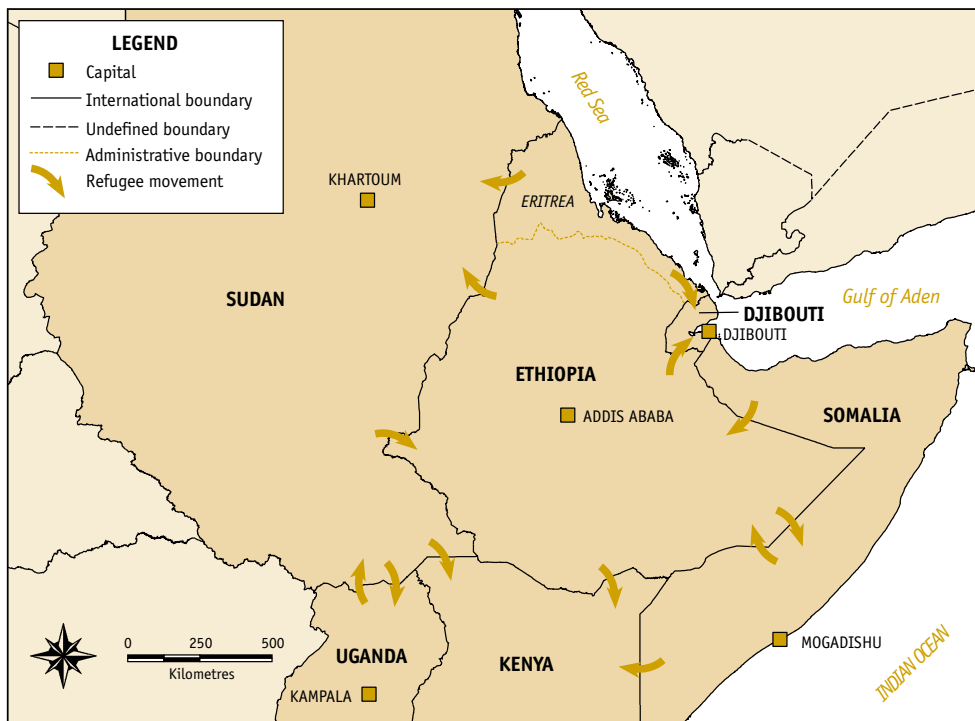 LEGEND
Capital
International boundary
Undefined boundary
Administrative boundary
Refugee movement
Red Sea
KHARTOUM
ERITREA
SUDAN
Gulf of Aden
DJIBOUTI
DJIBOUTI
ETHIOPIA
ADDIS ABABA
SOMALIA
0 250 500
Kilometres
UGANDA
KENYA
MOGADISHU
KAMPALA
INDIAN OCEAN